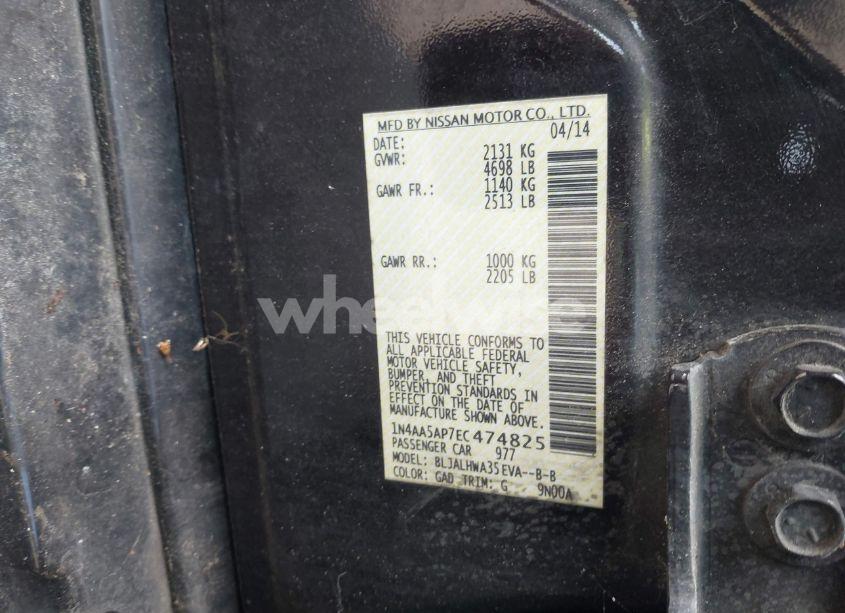 MFD BY NISSAN MOTOR CO., LTD.
DATE: 04/14
GVWR: 2131 KG
4698 LB
GAWR FR.: 1140 KG
2513 LB
GAWR RR.: 1000 KG
2205 LB
wheelwise
THIS VEHICLE CONFORMS TO
ALL APPLICABLE FEDERAL
MOTOR VEHICLE SAFETY,
BUMPER, AND THEFT
PREVENTION STANDARDS IN
EFFECT ON THE DATE OF
MANUFACTURE SHOWN ABOVE.
1N4AA5AP7EC474825
PASSENGER CAR 977
MODEL: BLJALHWA35EVA--B-B
COLOR: GAD TRIM: G 9N00A